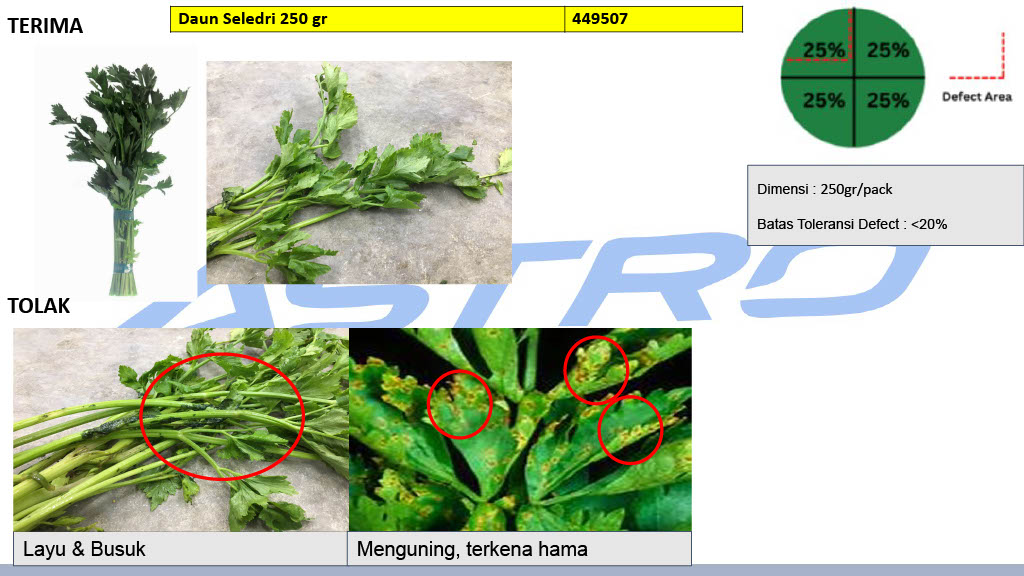 TERIMA
Daun Seledri 250 gr 449507
25% 25%
25% 25%
Defect Area
Dimensi : 250gr/pack
Batas Toleransi Defect : <20%
ASTRO
TOLAK
Layu & Busuk
Menguning, terkena hama